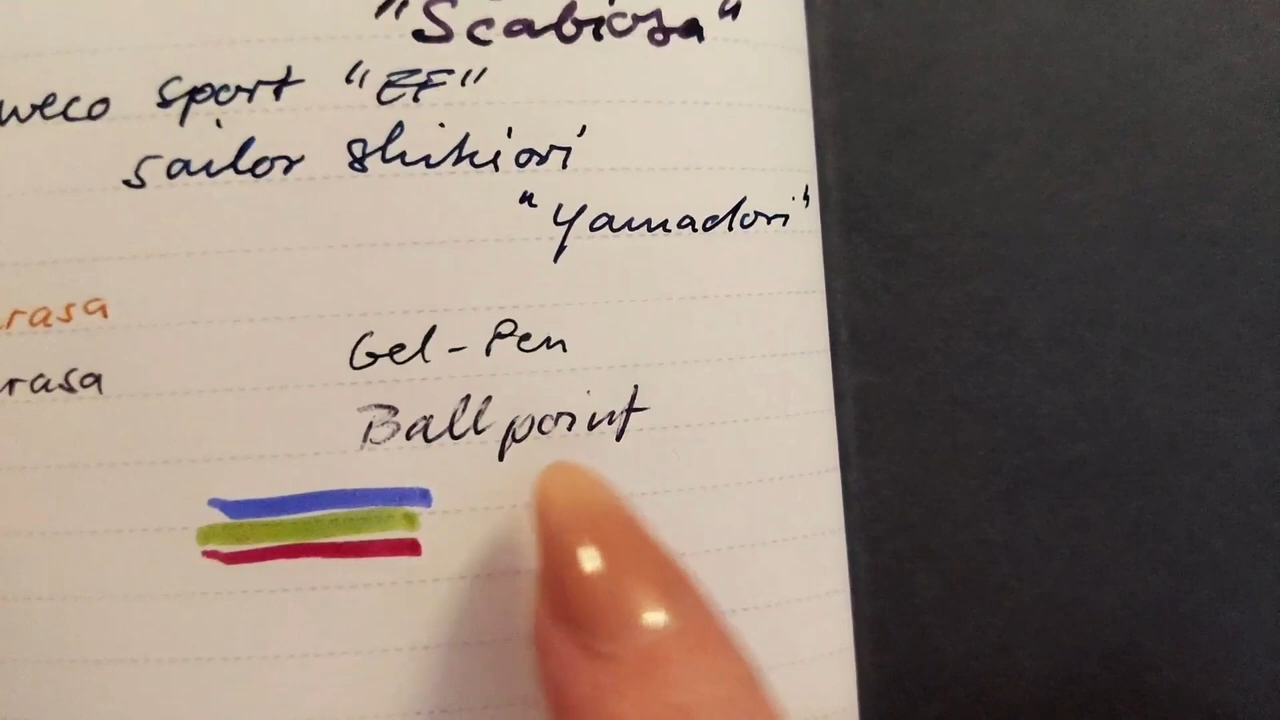 "Scabiosa"
weco sport "EF"
sailor shikiori
"Yamadori"
rasa
Gel-Pen
rasa
Ballpoint